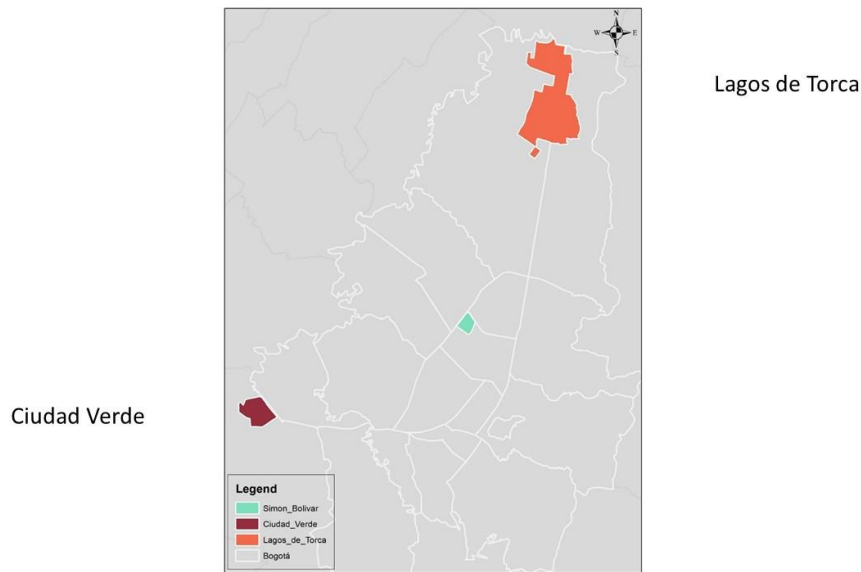 N
W E
S
Lagos de Torca
Ciudad Verde
Legend
Simon_Bolivar
Ciudad_Verde
Lagos_de_Torca
Bogotá